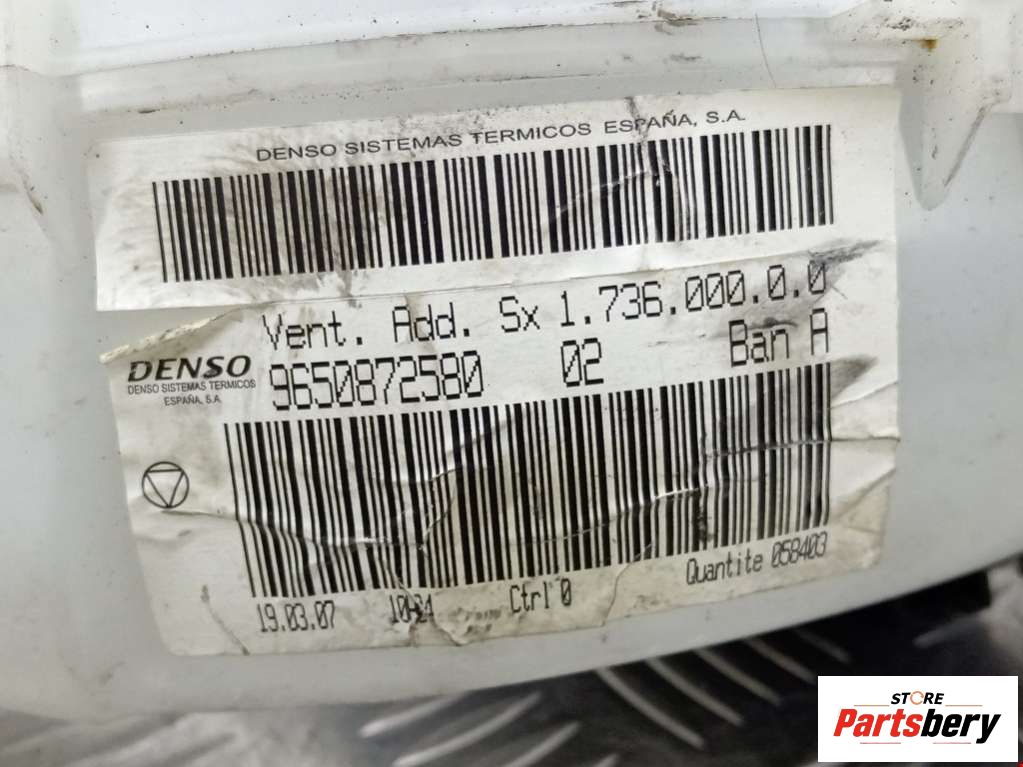 DENSO SISTEMAS TERMICOS ESPAÑA, S.A.
Vent. Add. Sx 1.736.000.0.0
9650872580 02 Ban A
DENSO
DENSO SISTEMAS TERMICOS
ESPAÑA, S.A.
19.03.07 Ctrl 0 Quantite 058403
STORE
Partsbery